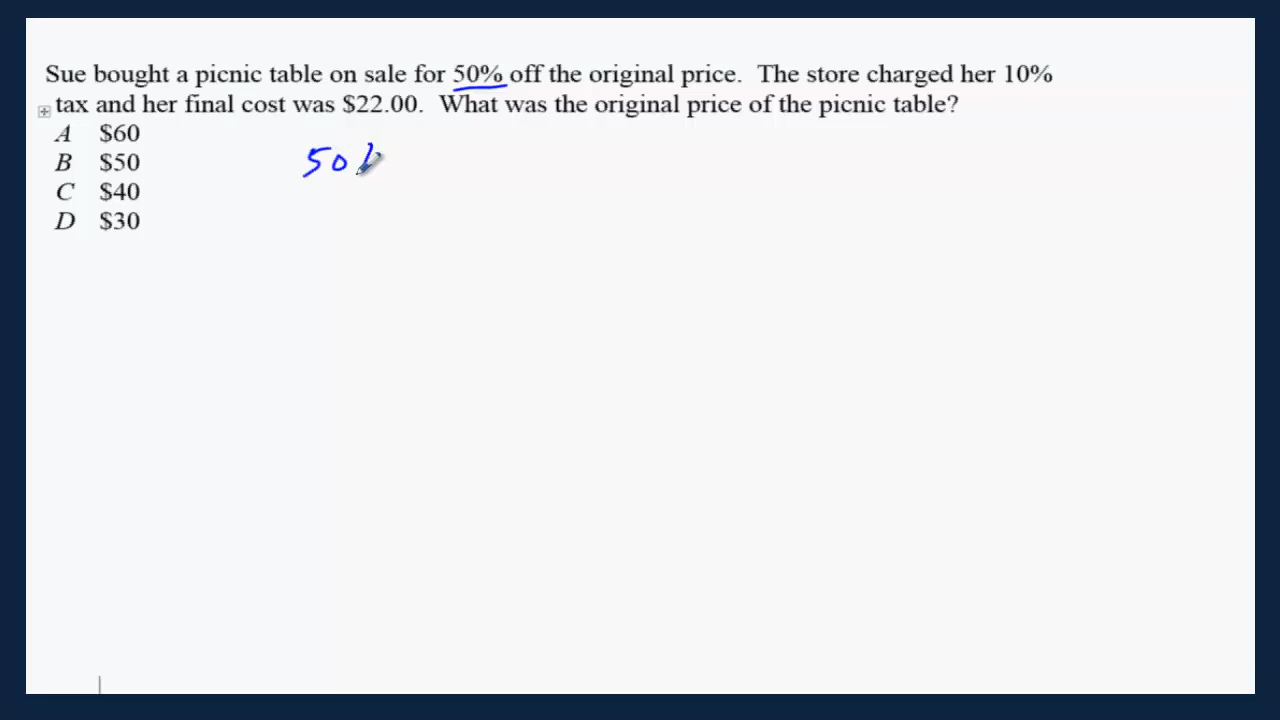 Sue bought a picnic table on sale for 50% off the original price. The store charged her 10%
tax and her final cost was $22.00. What was the original price of the picnic table?
A $60
B $50
C $40
D $30
50